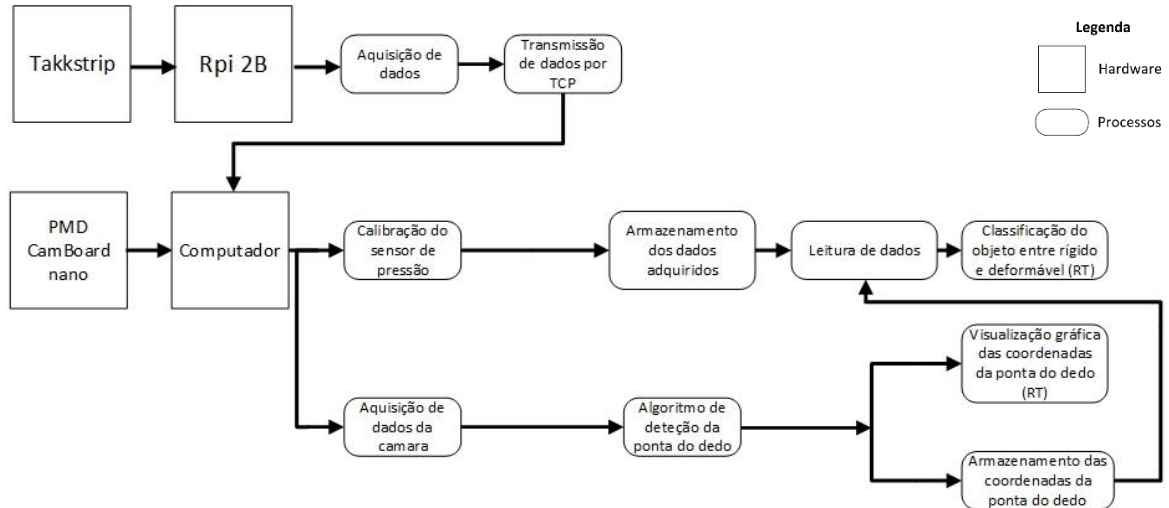 Legenda
Hardware
Processos
Takkstrip
Rpi 2B
Aquisição de
dados
Transmissão
de dados por
TCP
PMD
CamBoard
nano
Computador
Calibração do
sensor de
pressão
Armazenamento
dos dados
adquiridos
Leitura de dados
Classificação do
objeto entre rígido
e deformável (RT)
Visualização gráfica
das coordenadas
da ponta do dedo
(RT)
Aquisição de
dados da
camara
Algoritmo de
deteção da
ponta do dedo
Armazenamento das
coordenadas da
ponta do dedo